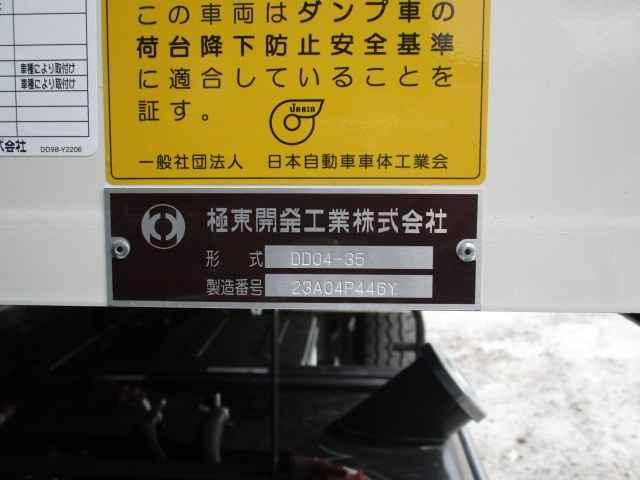 車種により取付け
車種により取付け
式会社 DD98-Y2206
この車両はダンプ車の
荷台降下防止安全基準
に適合していることを
証す。
JABIA
一般社団法人 日本自動車車体工業会
極東開発工業株式会社
形 式 DD04-35
製造番号 23A04P446Y